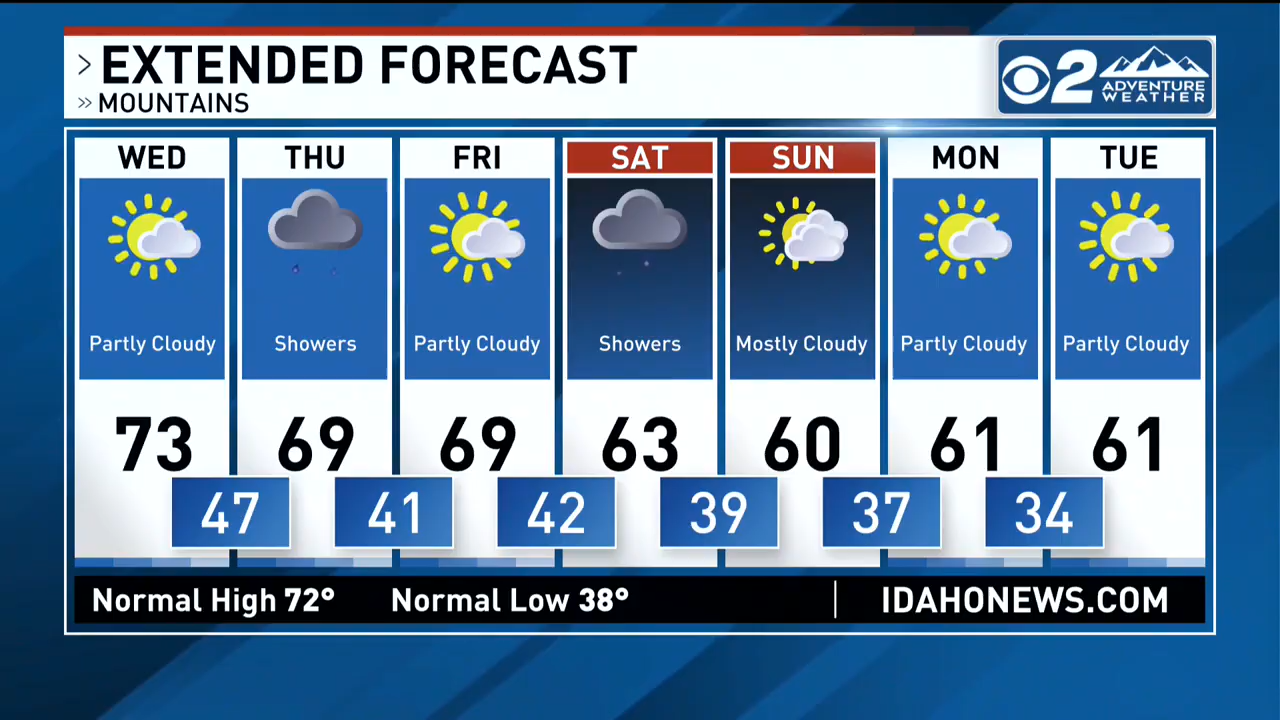 > EXTENDED FORECAST
» MOUNTAINS
2 ADVENTURE
WEATHER
WED THU FRI SAT SUN MON TUE
Partly Cloudy Showers Partly Cloudy Showers Mostly Cloudy Partly Cloudy Partly Cloudy
73 69 69 63 60 61 61
47 41 42 39 37 34
Normal High 72° Normal Low 38° | IDAHONEWS.COM